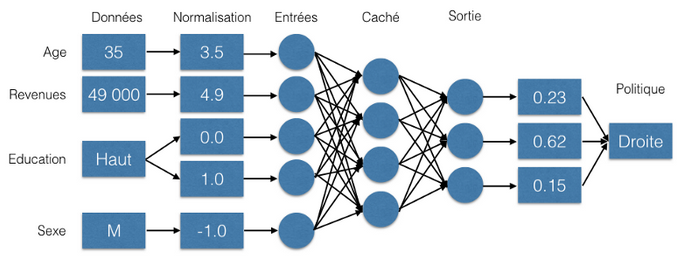 Données Normalisation Entrées Caché Sortie
Age 35 3.5
Revenues 49 000 4.9 0.23 Politique
Education Haut 0.0 0.62 Droite
1.0 0.15
Sexe M -1.0